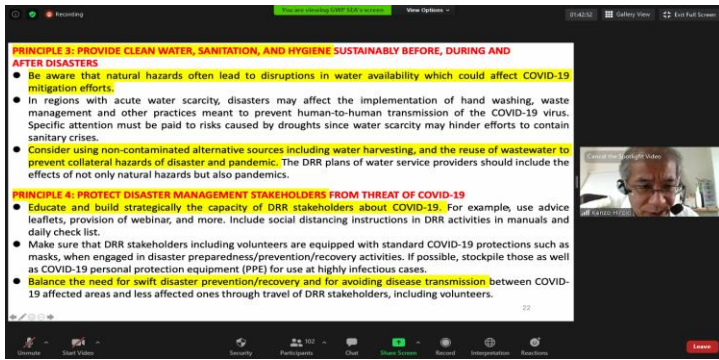 Recording
You are viewing GWP SEA's screen
View Options
01:42:52
Gallery View
Exit Full Screen
PRINCIPLE 3: PROVIDE CLEAN WATER, SANITATION, AND HYGIENE SUSTAINABLY BEFORE, DURING AND
AFTER DISASTERS
● Be aware that natural hazards often lead to disruptions in water availability which could affect COVID-19
mitigation efforts.
● In regions with acute water scarcity, disasters may affect the implementation of hand washing, waste
management and other practices meant to prevent human-to-human transmission of the COVID-19 virus.
Specific attention must be paid to risks caused by droughts since water scarcity may hinder efforts to contain
sanitary crises.
● Consider using non-contaminated alternative sources including water harvesting, and the reuse of wastewater to
prevent collateral hazards of disaster and pandemic. The DRR plans of water service providers should include the
effects of not only natural hazards but also pandemics.
PRINCIPLE 4: PROTECT DISASTER MANAGEMENT STAKEHOLDERS FROM THREAT OF COVID-19
● Educate and build strategically the capacity of DRR stakeholders about COVID-19. For example, use advice
leaflets, provision of webinar, and more. Include social distancing instructions in DRR activities in manuals and
daily check list.
● Make sure that DRR stakeholders including volunteers are equipped with standard COVID-19 protections such as
masks, when engaged in disaster preparedness/prevention/recovery activities. If possible, stockpile those as well
as COVID-19 personal protection equipment (PPE) for use at highly infectious cases.
● Balance the need for swift disaster prevention/recovery and for avoiding disease transmission between COVID-
19 affected areas and less affected ones through travel of DRR stakeholders, including volunteers.
22
Cancel the Spotlight Video
Unmute
Start Video
Security
102
Participants
Chat
Share Screen
Record
Interpretation
Reactions
Leave